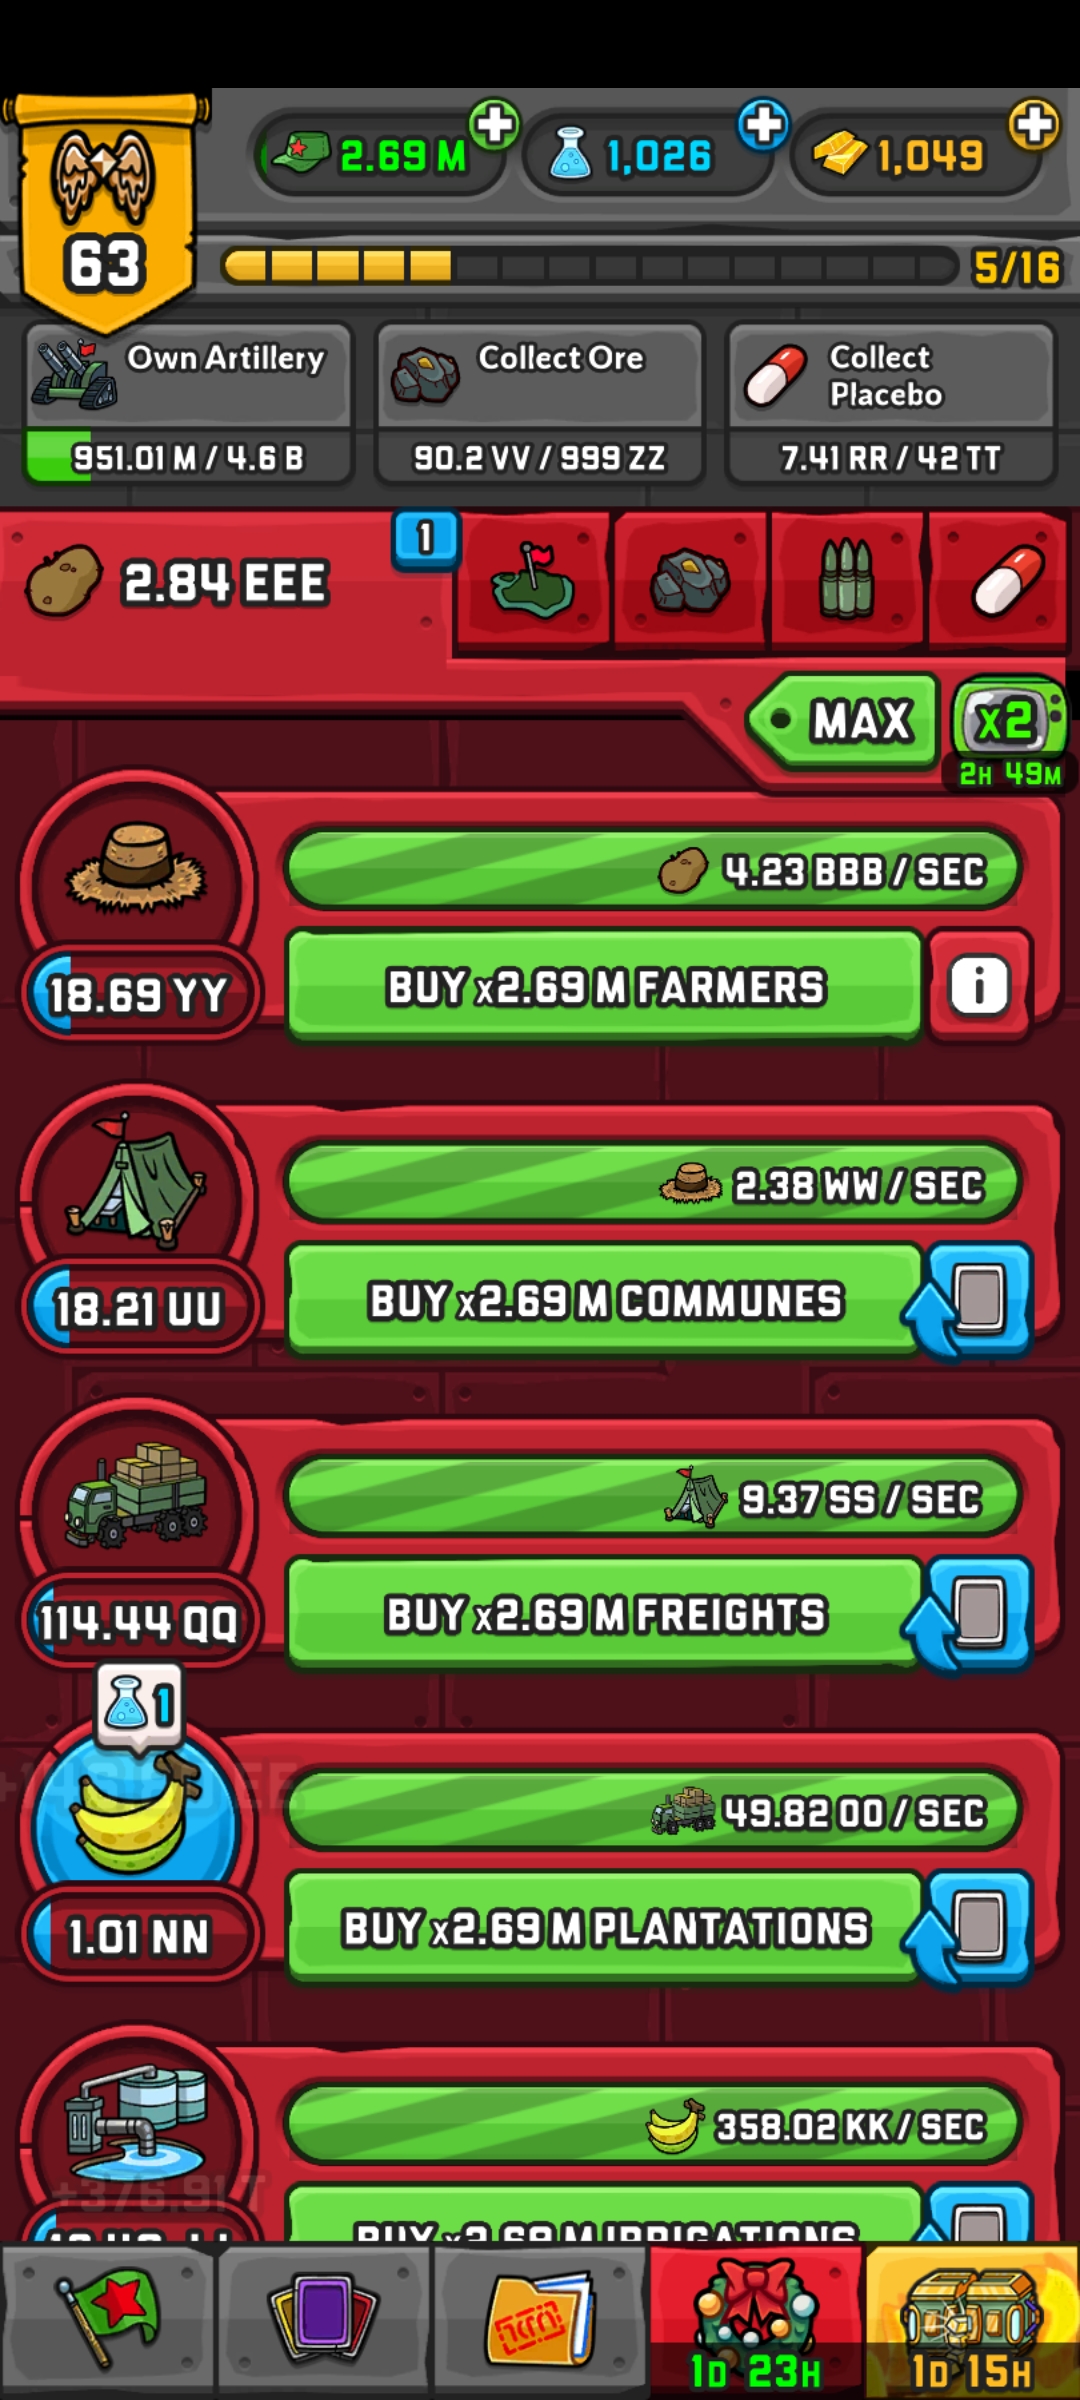 2.69 M
1,026
1,049
63
5/16
Own Artillery
951.01 M / 4.6 B
Collect Ore
90.2 VV / 999 ZZ
Collect
Placebo
7.41 RR / 42 TT
2.84 EEE
1
MAX
x2
2H 49M
4.23 BBB / SEC
18.69 YY
BUY x2.69 M FARMERS
i
2.38 WW / SEC
18.21 UU
BUY x2.69 M COMMUNES
9.37 SS / SEC
114.44 QQ
BUY x2.69 M FREIGHTS
1
49.82 OO / SEC
1.01 NN
BUY x2.69 M PLANTATIONS
358.02 KK / SEC
+376.91 T
BUY x2.69 M IRRIGATIONS
1D 23H
1D 15H